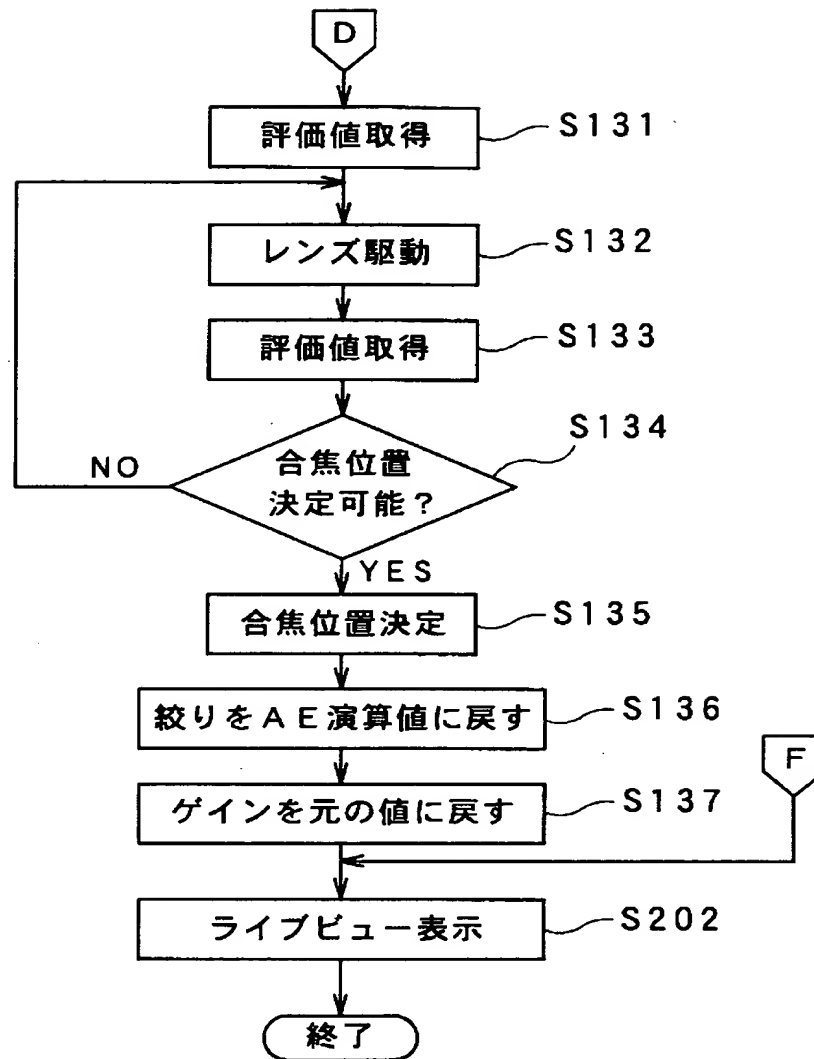 D
評価値取得
S131
レンズ駆動
S132
評価値取得
S133
合焦位置
決定可能?
S134
NO
YES
合焦位置決定
S135
絞りをAE演算値に戻す
S136
F
ゲインを元の値に戻す
S137
ライブビュー表示
S202
終了